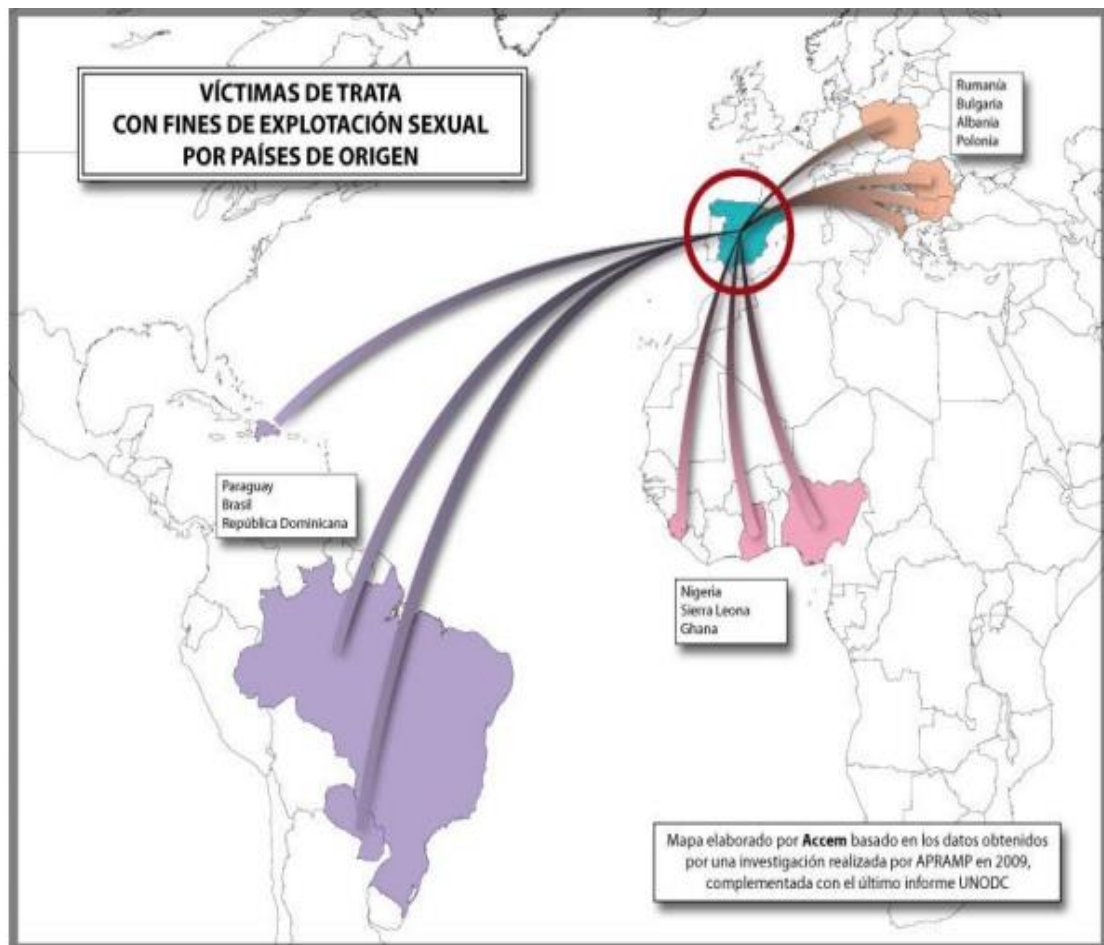 VÍCTIMAS DE TRATA
CON FINES DE EXPLOTACIÓN SEXUAL
POR PAÍSES DE ORIGEN
Rumanía
Bulgaria
Albania
Polonia
Paraguay
Brasil
República Dominicana
Nigeria
Sierra Leona
Ghana
Mapa elaborado por Accem basado en los datos obtenidos
por una investigación realizada por APRAMP en 2009,
complementada con el último informe UNODC